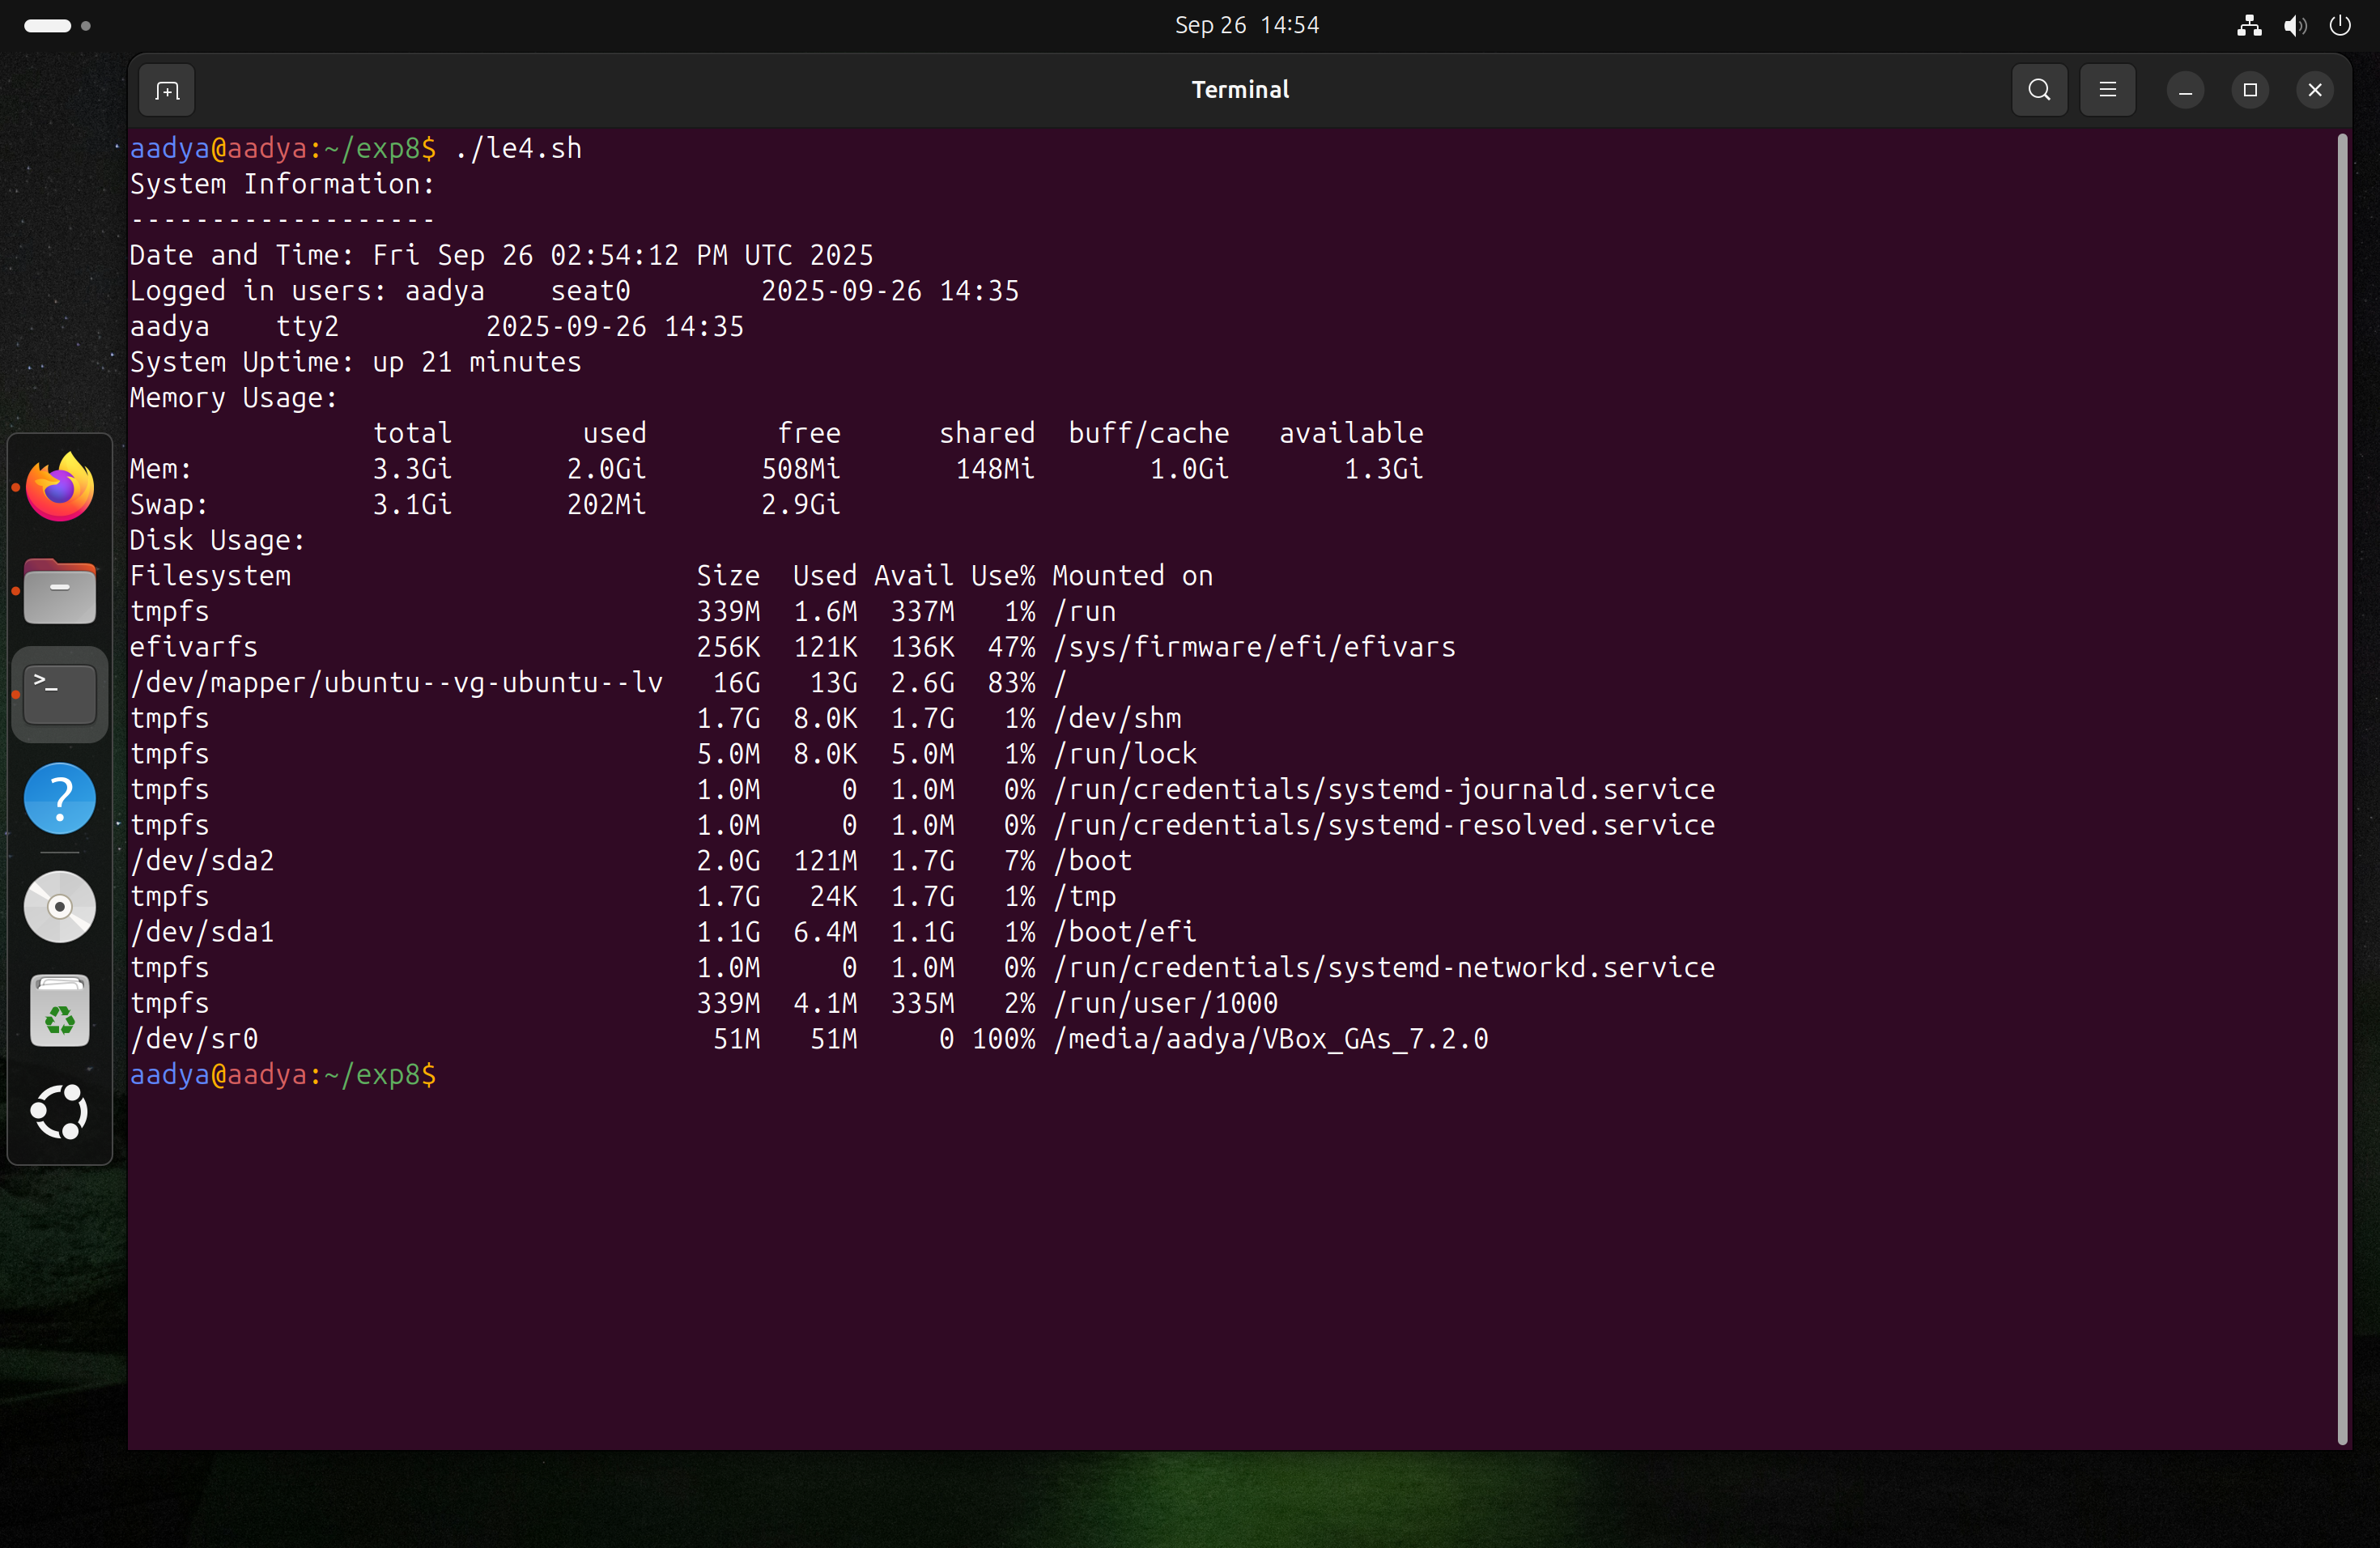 Sep 26 14:54
Terminal
aadya@aadya:~/exp8$ ./le4.sh
System Information:
-------------------
Date and Time: Fri Sep 26 02:54:12 PM UTC 2025
Logged in users: aadya    seat0        2025-09-26 14:35
aadya    tty2         2025-09-26 14:35
System Uptime: up 21 minutes
Memory Usage:
               total        used        free      shared  buff/cache   available
Mem:           3.3Gi       2.0Gi       508Mi       148Mi       1.0Gi       1.3Gi
Swap:          3.1Gi       202Mi       2.9Gi
Disk Usage:
Filesystem                         Size  Used Avail Use% Mounted on
tmpfs                              339M  1.6M  337M   1% /run
efivarfs                           256K  121K  136K  47% /sys/firmware/efi/efivars
/dev/mapper/ubuntu--vg-ubuntu--lv   16G   13G  2.6G  83% /
tmpfs                              1.7G  8.0K  1.7G   1% /dev/shm
tmpfs                              5.0M  8.0K  5.0M   1% /run/lock
tmpfs                              1.0M     0  1.0M   0% /run/credentials/systemd-journald.service
tmpfs                              1.0M     0  1.0M   0% /run/credentials/systemd-resolved.service
/dev/sda2                          2.0G  121M  1.7G   7% /boot
tmpfs                              1.7G   24K  1.7G   1% /tmp
/dev/sda1                          1.1G  6.4M  1.1G   1% /boot/efi
tmpfs                              1.0M     0  1.0M   0% /run/credentials/systemd-networkd.service
tmpfs                              339M  4.1M  335M   2% /run/user/1000
/dev/sr0                            51M   51M     0 100% /media/aadya/VBox_GAs_7.2.0
aadya@aadya:~/exp8$